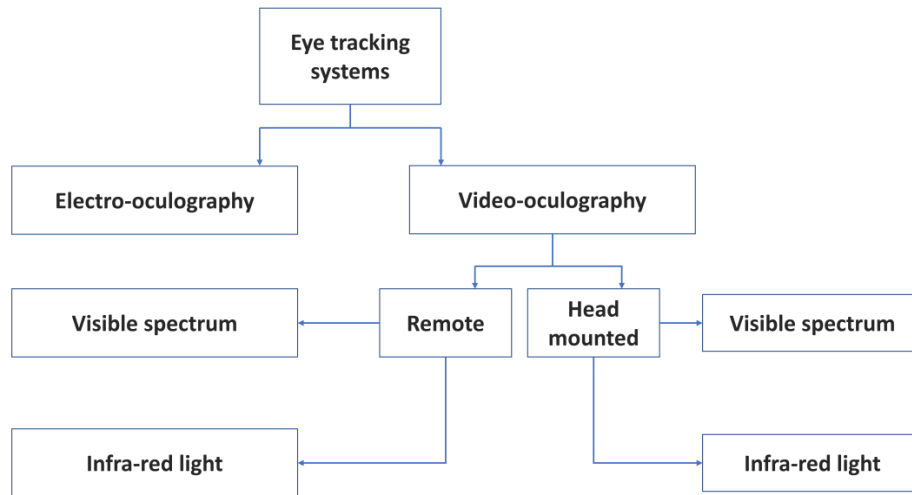 Eye tracking
systems
Electro-oculography
Video-oculography
Visible spectrum
Remote
Head
mounted
Visible spectrum
Infra-red light
Infra-red light